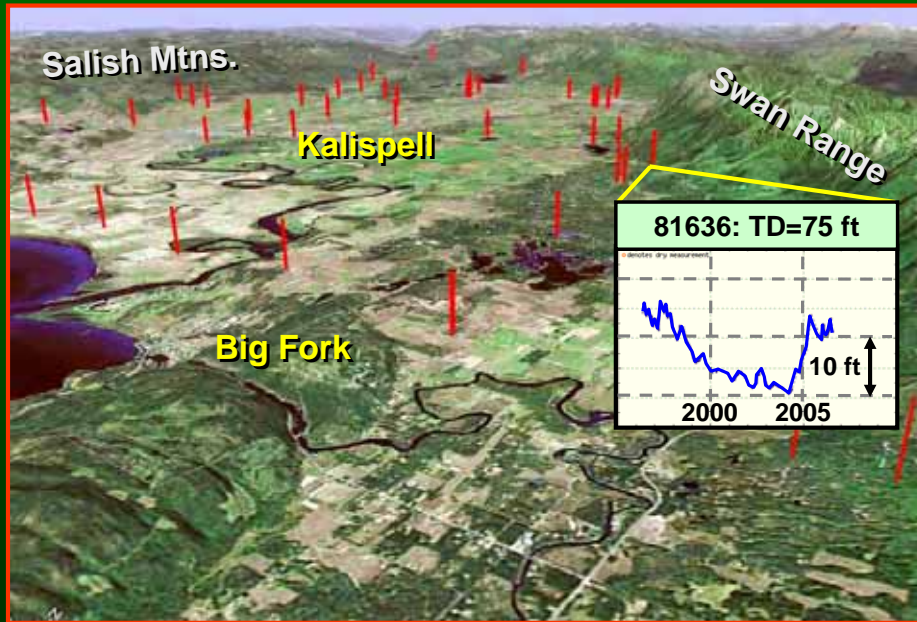 Salish Mtns.
Swan Range
Kalispell
81636: TD=75 ft
denotes dry measurement
10 ft
Big Fork
2000 2005